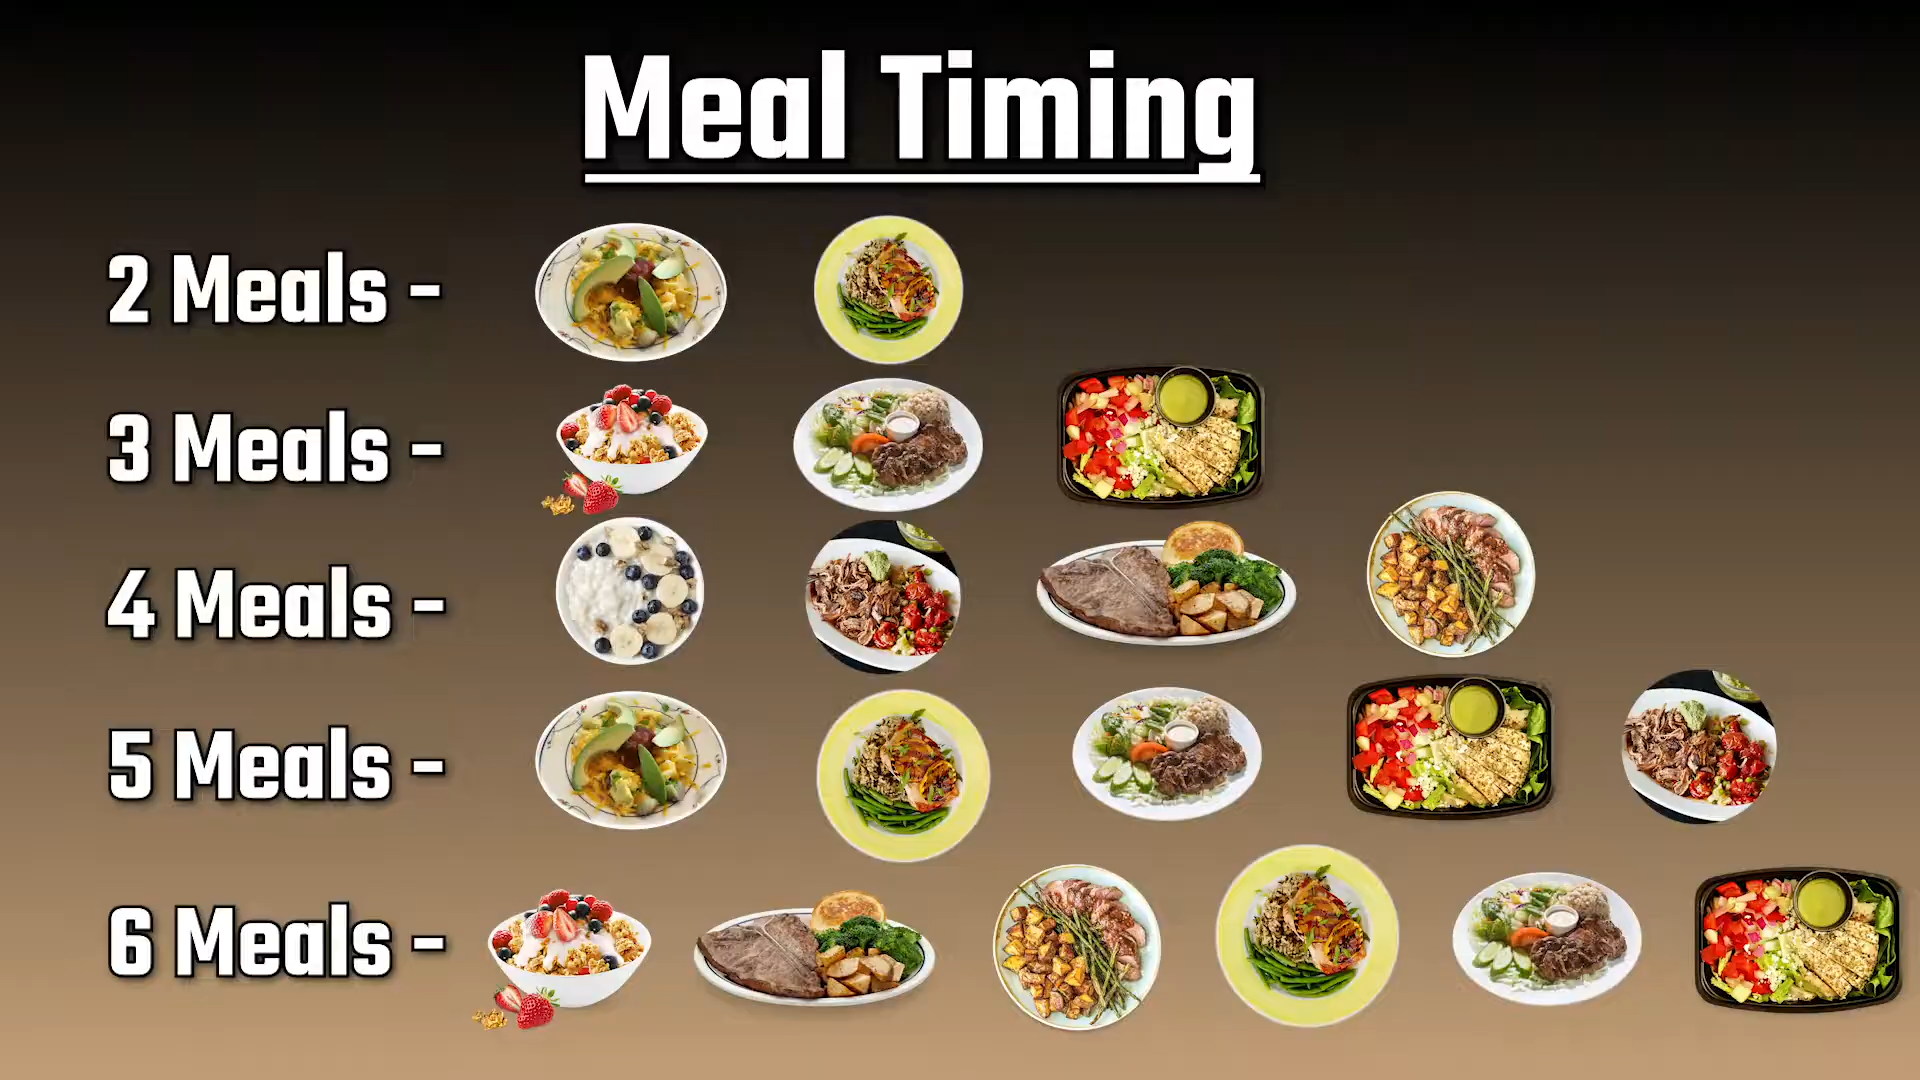 Meal Timing
2 Meals -
3 Meals -
4 Meals -
5 Meals -
6 Meals -